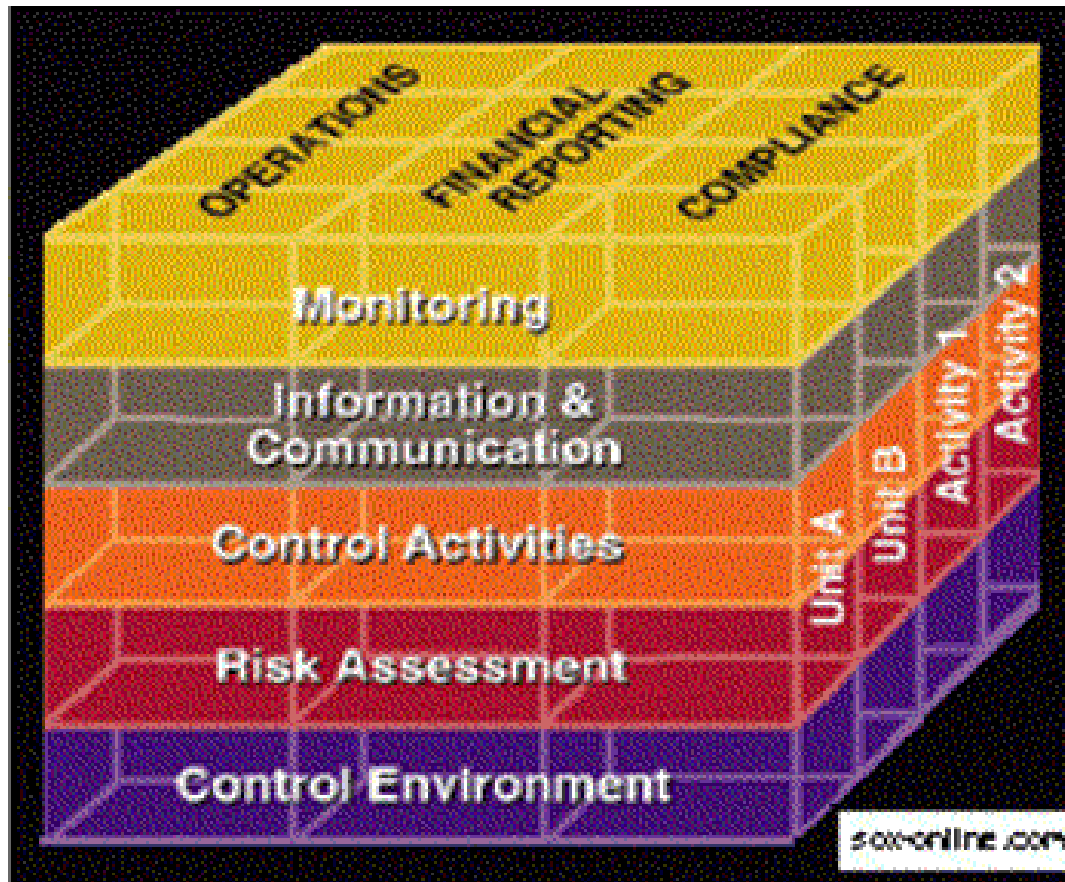 OPERATIONS
FINANCIAL
REPORTING
COMPLIANCE
Monitoring
Information &
Communication
Control Activities
Risk Assessment
Control Environment
Unit A
Unit B
Activity 1
Activity 2
sox-online.com